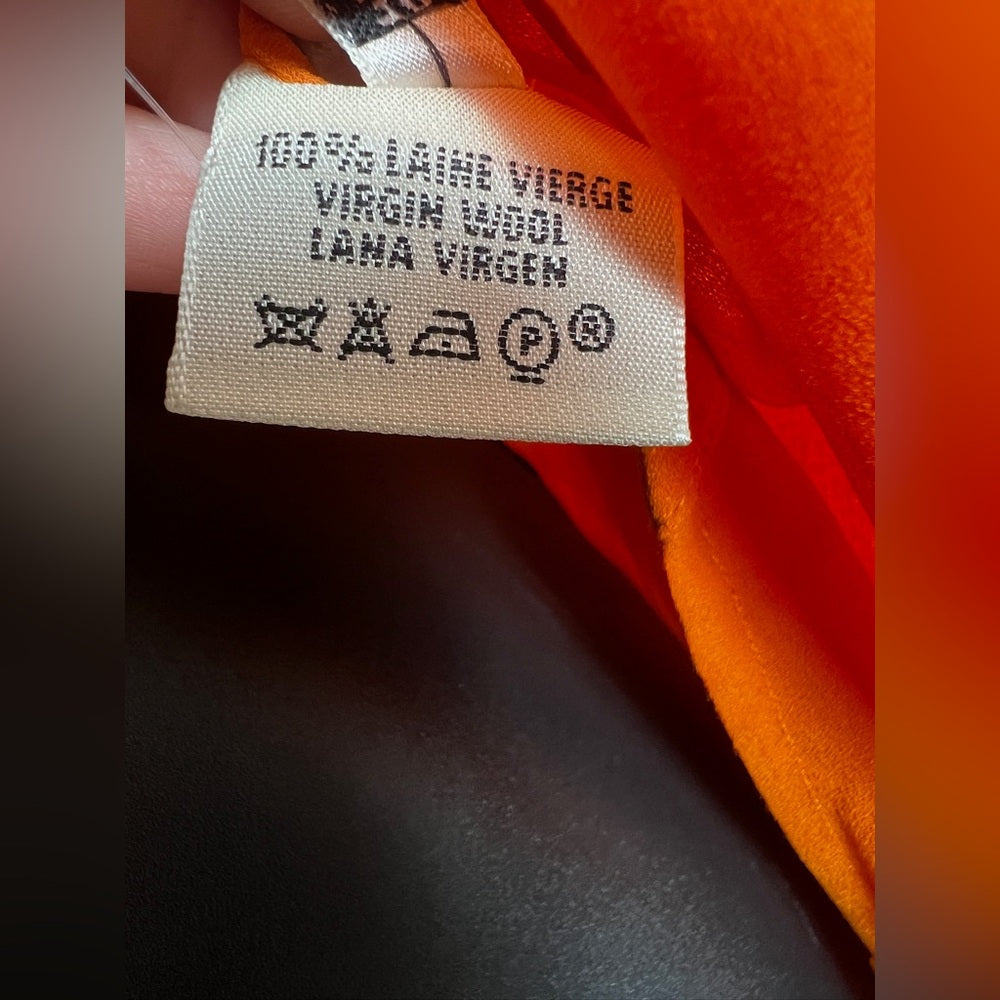 100% LAINE VIERGE
VIRGIN WOOL
LANA VIRGEN
P ®